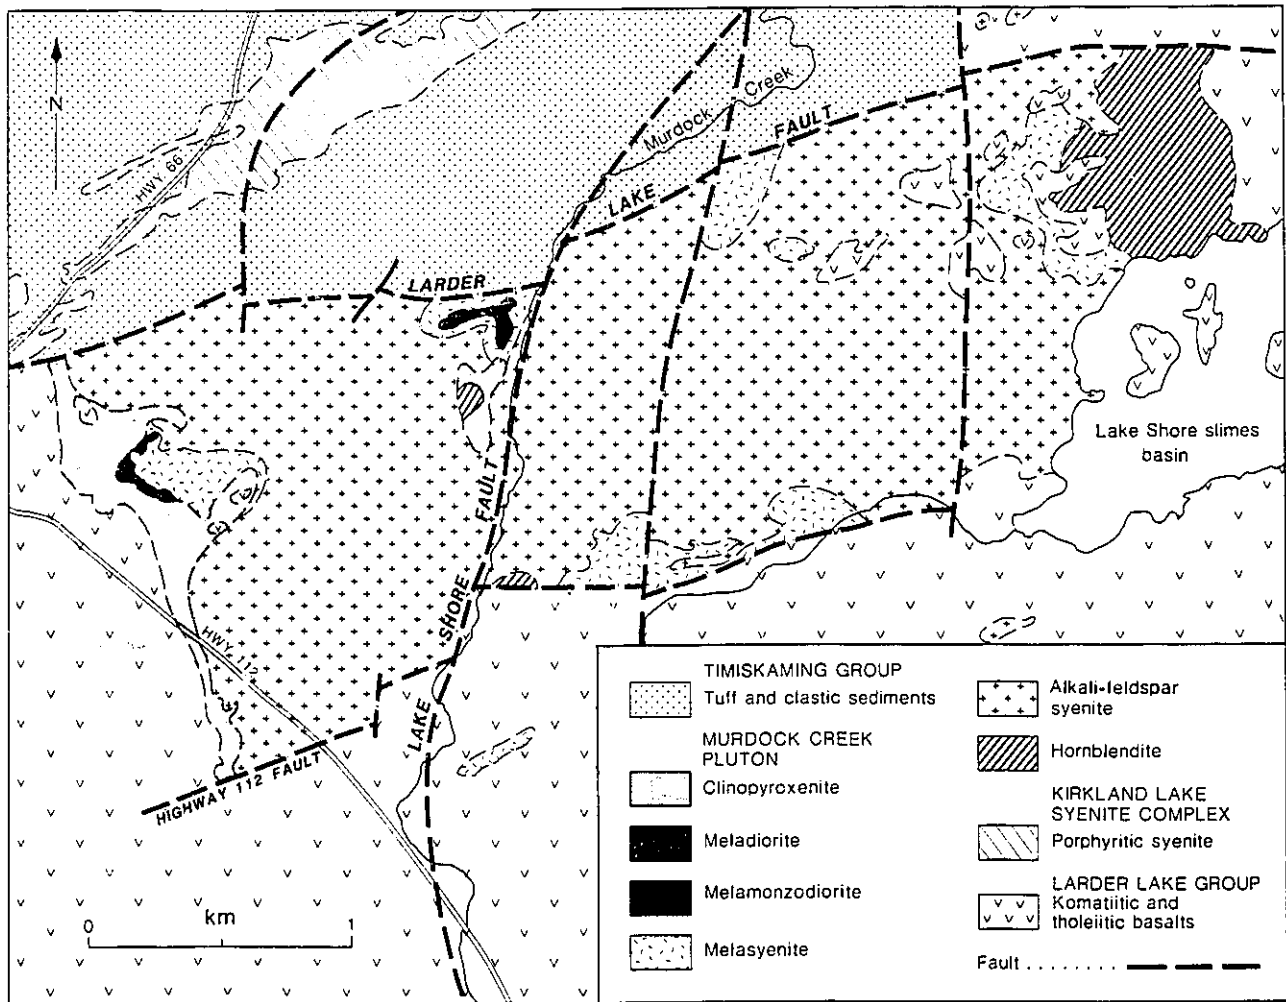 N
HWY 66
Murdock Creek
LARDER
LAKE
FAULT
Lake Shore slimes
basin
LAKE
SHORE
FAULT
HWY 112
HIGHWAY 112 FAULT
km
0
1
TIMISKAMING GROUP
Tuff and clastic sediments
MURDOCK CREEK
PLUTON
Clinopyroxenite
Meladiorite
Melamonzodiorite
Melasyenite
Alkali-feldspar
syenite
Hornblendite
KIRKLAND LAKE
SYENITE COMPLEX
Porphyritic syenite
LARDER LAKE GROUP
Komatiitic and
tholeiitic basalts
Fault